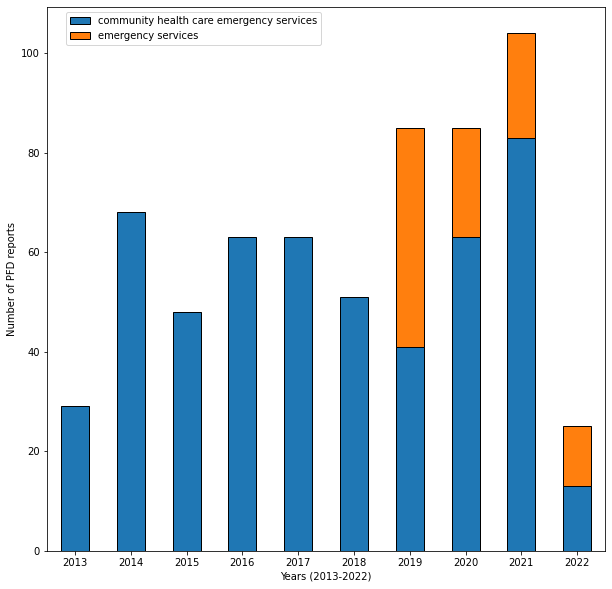 community health care emergency services
emergency services
Number of PFD reports
100
80
60
40
20
0
2013 2014 2015 2016 2017 2018 2019 2020 2021 2022
Years (2013-2022)